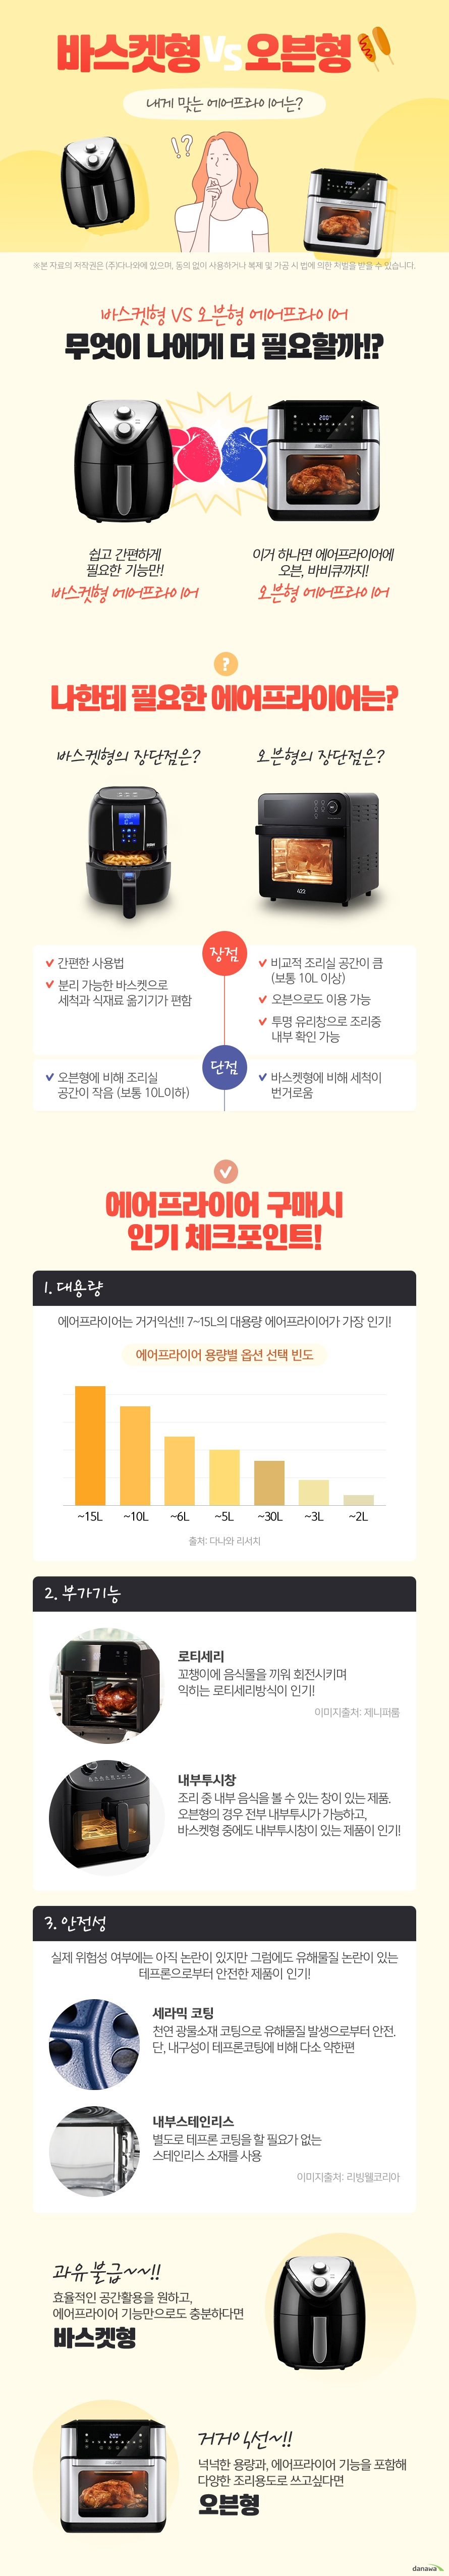 바스켓형 VS 오븐형
내게 맞는 에어프라이어는?
!?
※본 자료의 저작권은 (주)다나와에 있으며, 동의 없이 사용하거나 복제 및 가공 시 법에 의한 처벌을 받을 수 있습니다.
바스켓형 VS 오븐형 에어프라이어
무엇이 나에게 더 필요할까!?
200
쉽고 간편하게
필요한 기능만!
바스켓형 에어프라이어
이거 하나면 에어프라이어에
오븐, 바비큐까지!!
오븐형 에어프라이어
?
나한테 필요한 에어프라이어는?
바스켓형의 장단점은?
오븐형의 장단점은?
423
장점
간편한 사용법
분리 가능한 바스켓으로
세척과 식재료 옮기기가 편함
비교적 조리실 공간이 큼
(보통 10L 이상)
오븐으로도 이용 가능
투명 유리창으로 조리중
내부 확인 가능
단점
오븐형에 비해 조리실
공간이 작음 (보통 10L이하)
바스켓형에 비해 세척이
번거로움
에어프라이어 구매시
인기 체크포인트!
1. 대용량
에어프라이어는 거거익선!! 7~15L의 대용량 에어프라이어가 가장 인기!
에어프라이어 용량별 옵션 선택 빈도
~15L ~10L ~6L ~5L ~30L ~3L ~2L
출처: 다나와 리서치
2. 부가기능
로티세리
꼬챙이에 음식물을 끼워 회전시키며
익히는 로티세리방식이 인기!
이미지출처: 제니퍼룸
내부투시창
조리 중 내부 음식을 볼 수 있는 창이 있는 제품.
오븐형의 경우 전부 내부투시가 가능하고,
바스켓형 중에도 내부투시창이 있는 제품이 인기!
3. 안전성
실제 위험성 여부에는 아직 논란이 있지만 그럼에도 유해물질 논란이 있는
테프론으로부터 안전한 제품이 인기!
세라믹 코팅
천연 광물소재 코팅으로 유해물질 발생으로부터 안전.
단, 내구성이 테프론코팅에 비해 다소 약한편
내부스테인리스
별도로 테프론 코팅을 할 필요가 없는
스테인리스 소재를 사용
이미지출처: 리빙웰코리아
과유불급~~!!
효율적인 공간활용을 원하고,
에어프라이어 기능만으로도 충분하다면
바스켓형
200
거거익선~!!
넉넉한 용량과, 에어프라이어 기능을 포함해
다양한 조리용도로 쓰고싶다면
오븐형
danawa